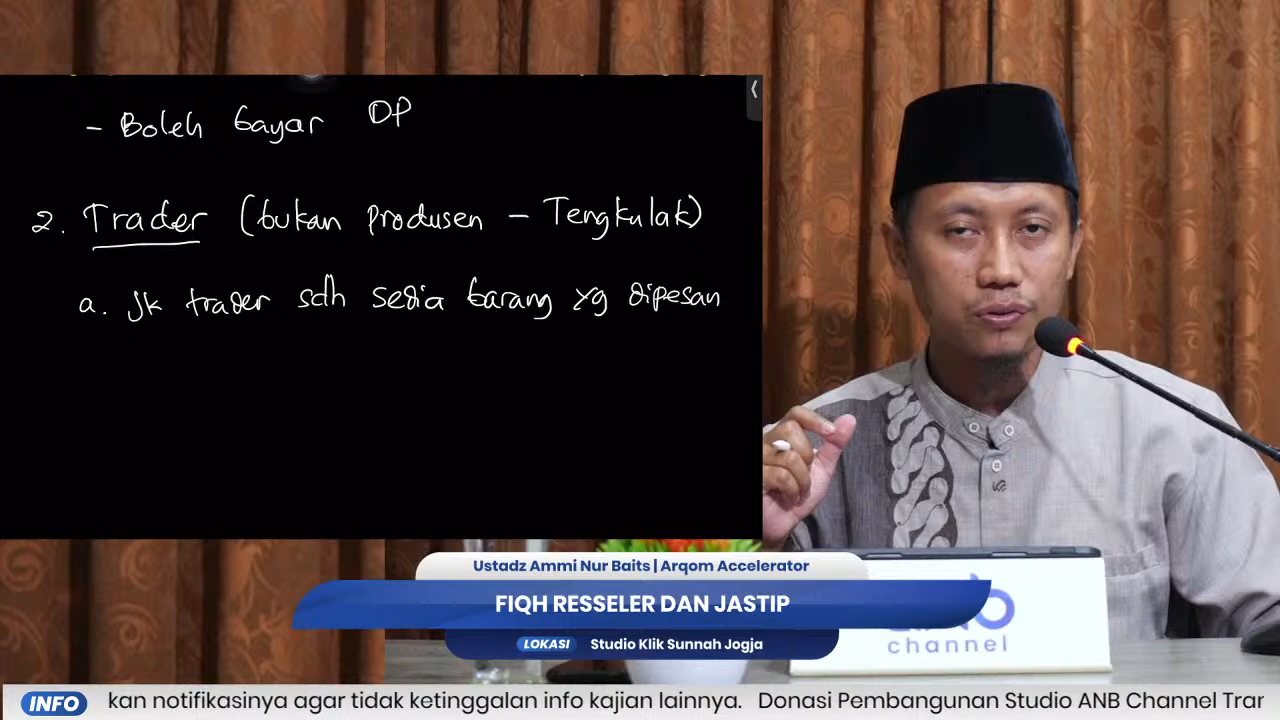 - Boleh bayar DP
2. Trader (bukan produsen - Tengkulak)
a. Jk trader sdh sedia barang yg dipesan
Ustadz Ammi Nur Baits | Arqom Accelerator
FIQH RESSELER DAN JASTIP
LOKASI Studio Klik Sunnah Jogja
channel
INFO kan notifikasinya agar tidak ketinggalan info kajian lainnya. Donasi Pembangunan Studio ANB Channel Trar